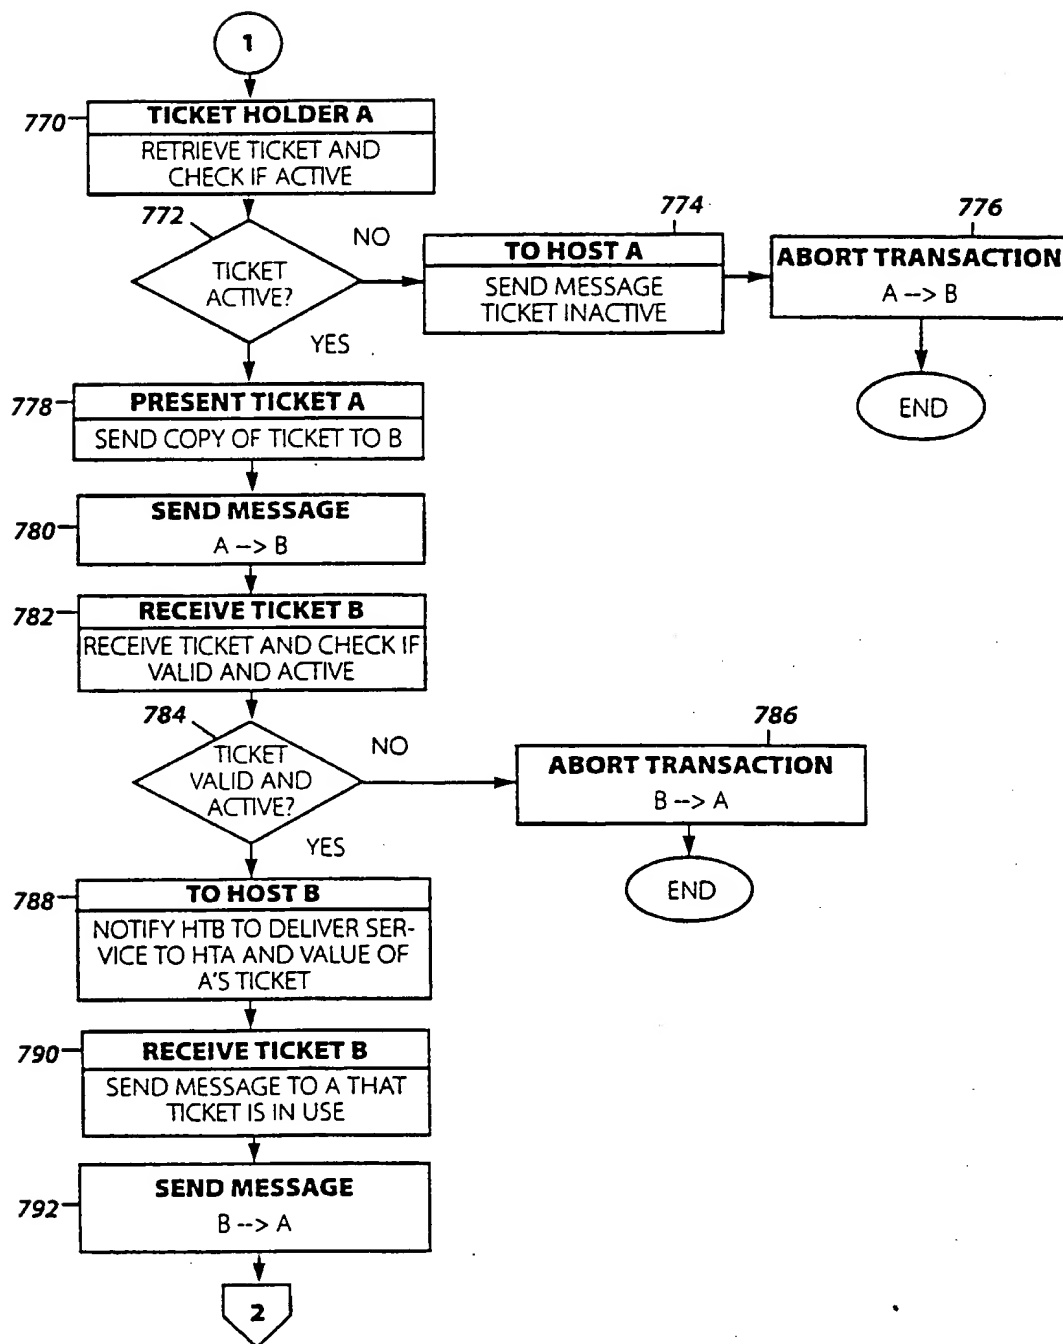 1
770
TICKET HOLDER A
RETRIEVE TICKET AND
CHECK IF ACTIVE
772
TICKET
ACTIVE?
NO
YES
774
TO HOST A
SEND MESSAGE
TICKET INACTIVE
776
ABORT TRANSACTION
A --> B
END
778
PRESENT TICKET A
SEND COPY OF TICKET TO B
780
SEND MESSAGE
A --> B
782
RECEIVE TICKET B
RECEIVE TICKET AND CHECK IF
VALID AND ACTIVE
784
TICKET
VALID AND
ACTIVE?
NO
YES
786
ABORT TRANSACTION
B --> A
END
788
TO HOST B
NOTIFY HTB TO DELIVER SER-
VICE TO HTA AND VALUE OF
A'S TICKET
790
RECEIVE TICKET B
SEND MESSAGE TO A THAT
TICKET IS IN USE
792
SEND MESSAGE
B --> A
2